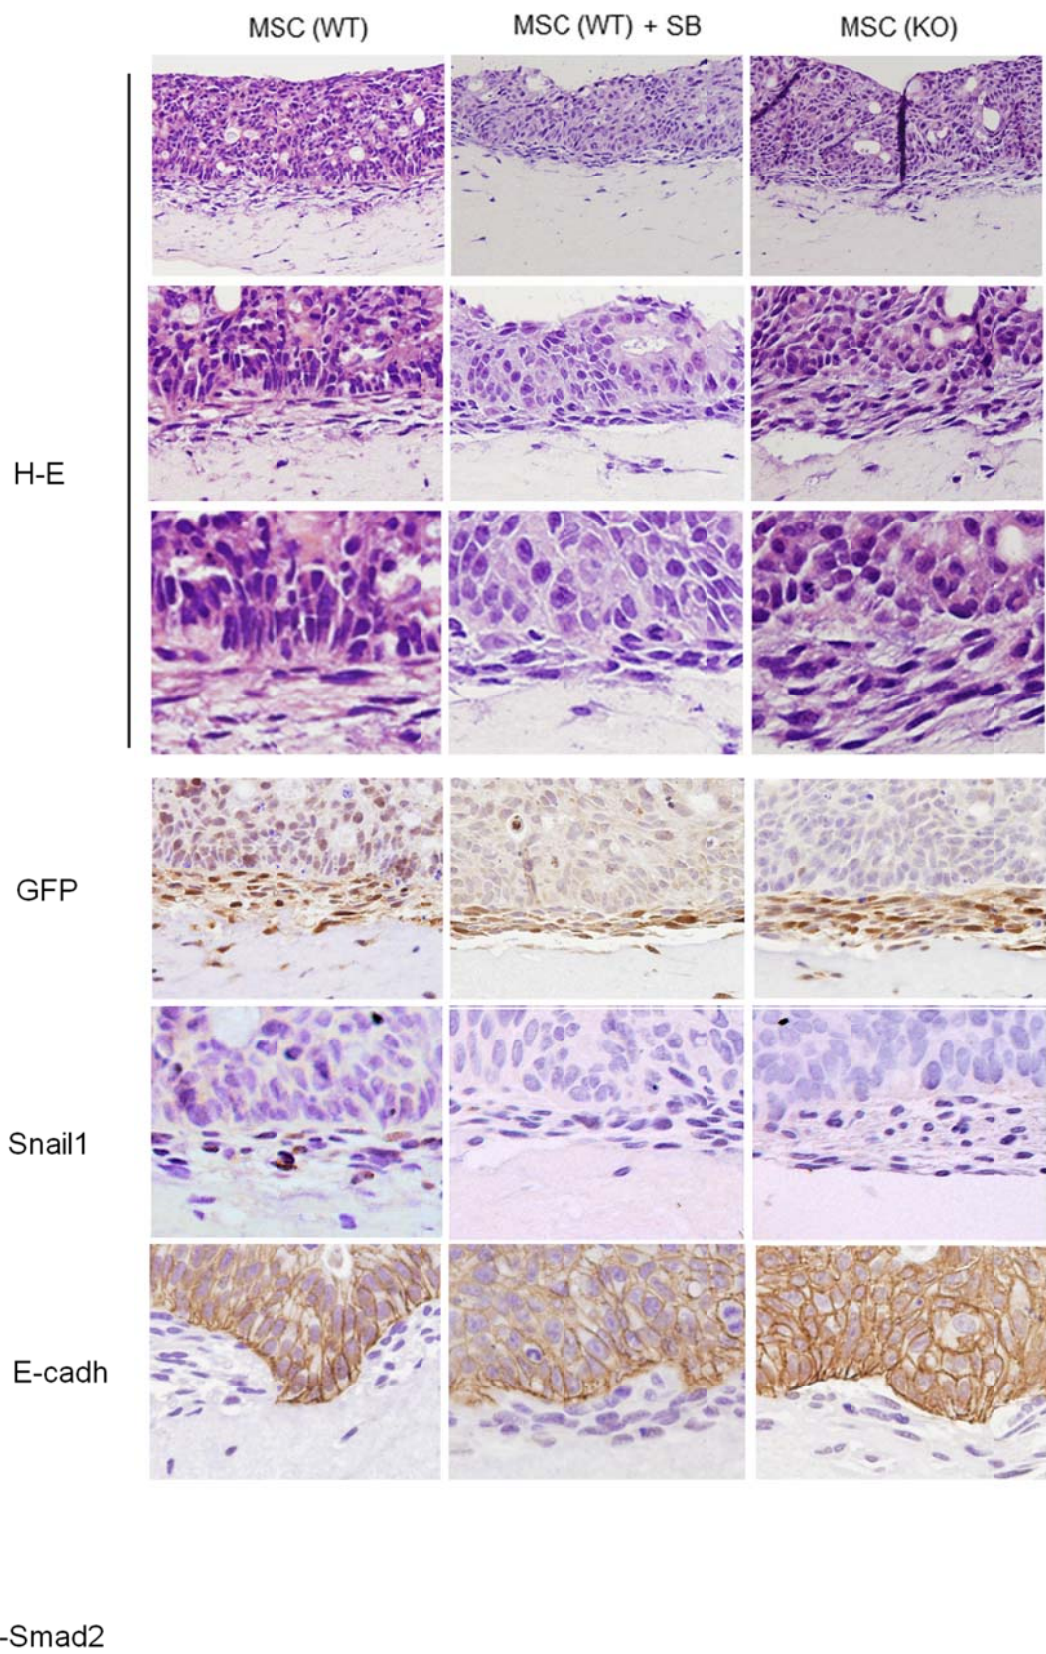 MSC (WT) MSC (WT) + SB MSC (KO)
H-E
GFP
Snail1
E-cadh
-Smad2